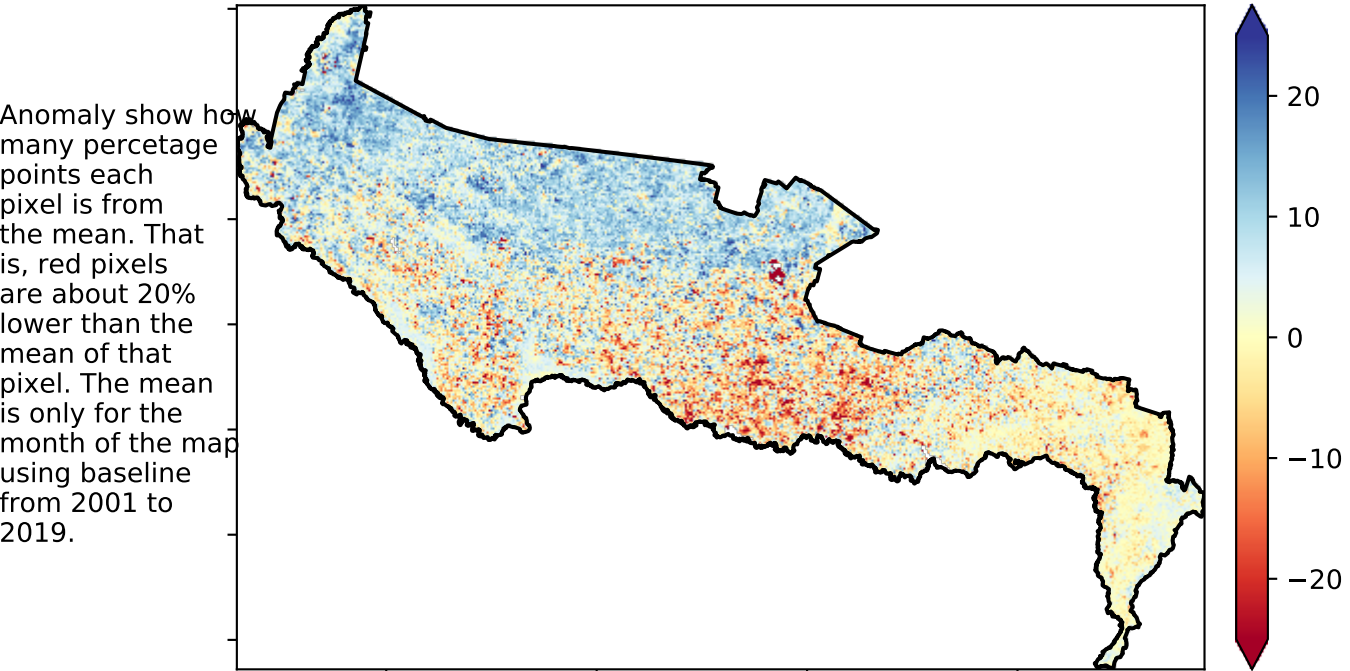 Anomaly show how
many percetage
points each
pixel is from
the mean. That
is, red pixels
are about 20%
lower than the
mean of that
pixel. The mean
is only for the
month of the map
using baseline
from 2001 to
2019.
20
10
0
−10
−20